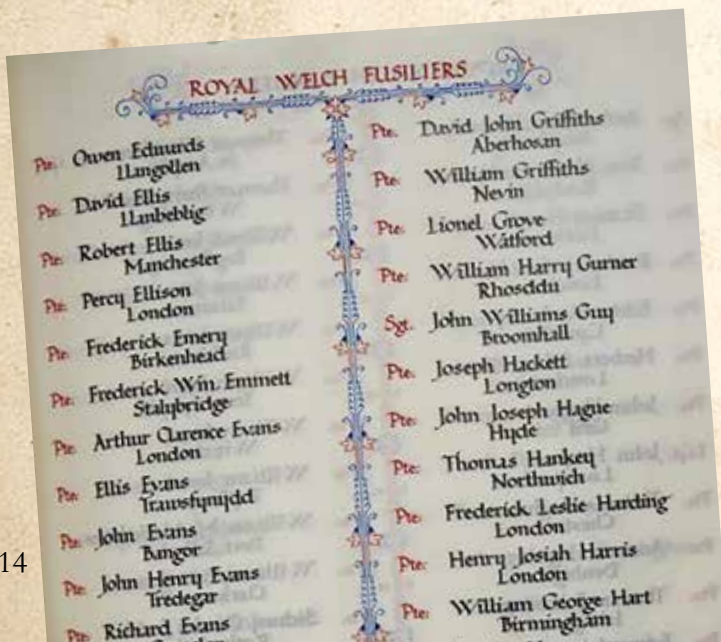 ROYAL WELCH FUSILIERS
Pte. Owen Edwards
Llangollen
Pte. David Ellis
Llanbeblig
Pte. Robert Ellis
Manchester
Pte. Percy Ellison
London
Pte. Frederick Emery
Birkenhead
Pte. Frederick Wm. Emmett
Stalybridge
Pte. Arthur Clarence Evans
London
Pte. Ellis Evans
Trawsfynydd
Pte. John Evans
Bangor
Pte. John Henry Evans
Tredegar
Pte. Richard Evans
Pte. David John Griffiths
Aberhosan
Pte. William Griffiths
Nevin
Pte. Lionel Grove
Watford
Pte. William Harry Gurner
Rhosddu
Sgt. John Williams Guy
Broomhall
Pte. Joseph Hackett
Longton
Pte. John Joseph Hague
Hyde
Pte. Thomas Hankey
Northwich
Pte. Frederick Leslie Harding
London
Pte. Henry Josiah Harris
London
Pte. William George Hart
Birmingham
14